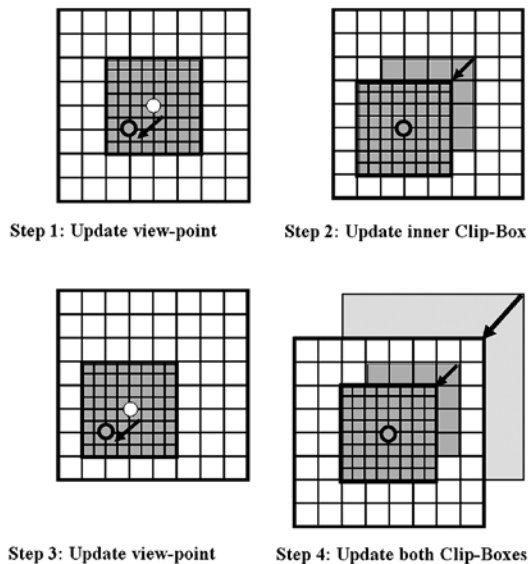 Step 1: Update view-point
Step 2: Update inner Clip-Box
Step 3: Update view-point
Step 4: Update both Clip-Boxes